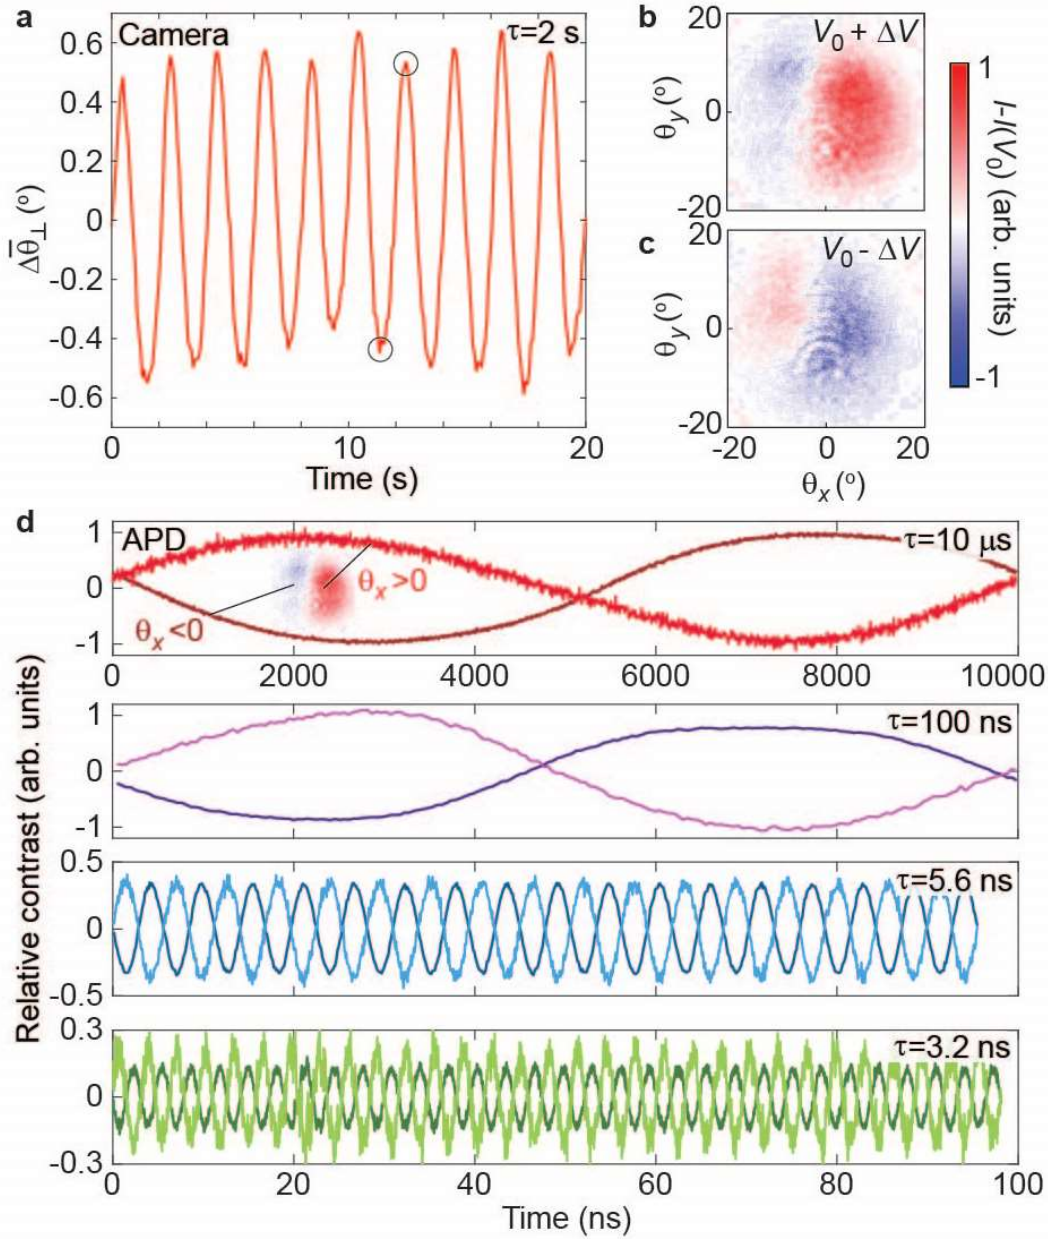 a
Camera
τ=2 s
0.6
0.4
0.2
0
-0.2
-0.4
-0.6
Δθ̅⊥ (°)
0
10
20
Time (s)
b
20
0
-20
θy (°)
V0 + ΔV
c
20
0
-20
θy (°)
V0 - ΔV
-20
0
20
θx (°)
1
-1
I-I(V0) (arb. units)
d
APD
τ=10 μs
θx>0
θx<0
1
0
-1
0
2000
4000
6000
8000
10000
τ=100 ns
1
0
-1
τ=5.6 ns
0.5
0
-0.5
τ=3.2 ns
0.3
0
-0.3
0
20
40
60
80
100
Time (ns)
Relative contrast (arb. units)